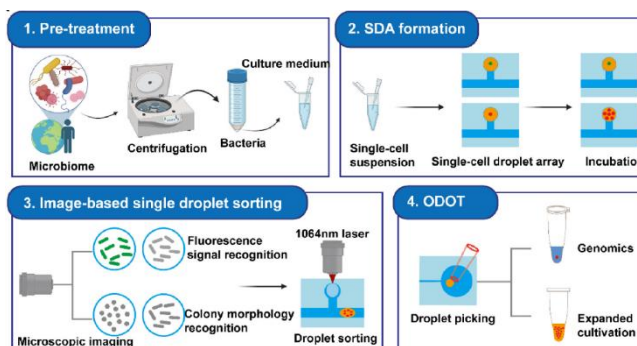 1. Pre-treatment
Culture medium
Microbiome
Centrifugation
Bacteria
2. SDA formation
Single-cell
suspension
Single-cell droplet array
Incubatio
3. Image-based single droplet sorting
Fluorescence
signal recognition
1064nm laser
Colony morphology
recognition
Microscopic imaging
Droplet sorting
4. ODOT
Genomics
Droplet picking
Expanded
cultivation